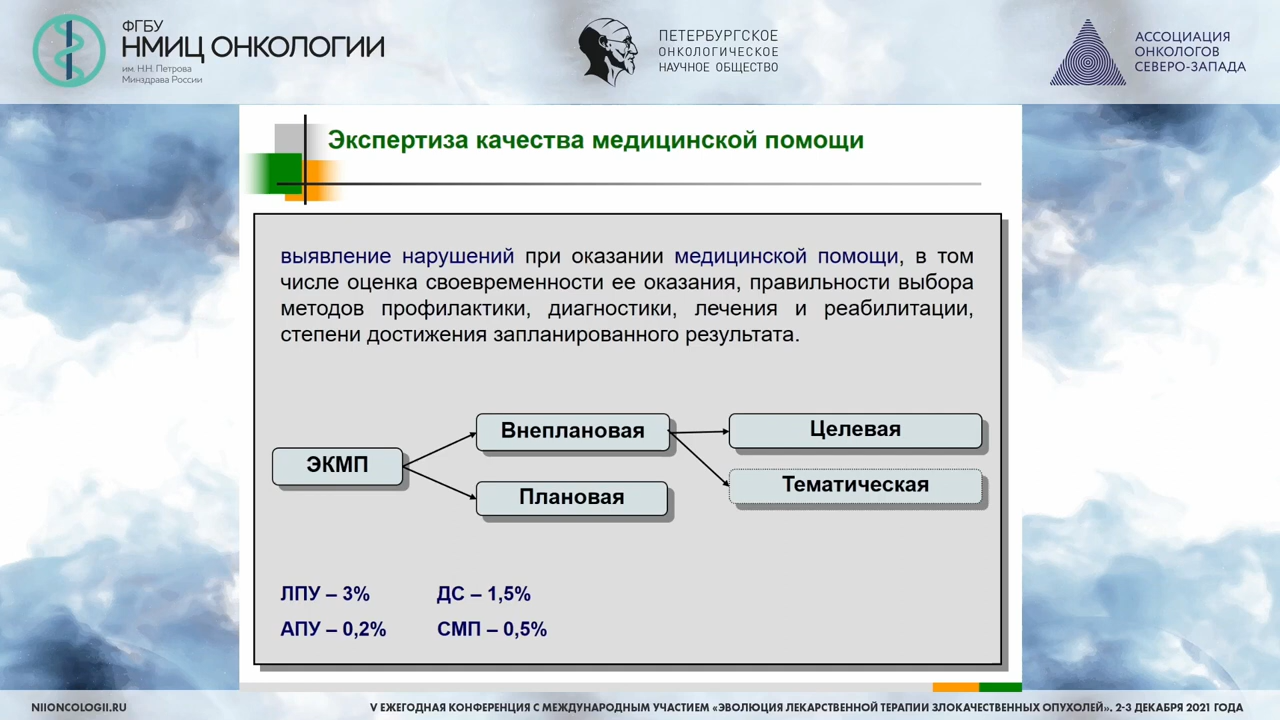 ФГБУ
НМИЦ ОНКОЛОГИИ
им. Н.Н. Петрова
Минздрава России
ПЕТЕРБУРГСКОЕ
ОНКОЛОГИЧЕСКОЕ
НАУЧНОЕ ОБЩЕСТВО
АССОЦИАЦИЯ
ОНКОЛОГОВ
СЕВЕРО-ЗАПАДА
Экспертиза качества медицинской помощи
выявление нарушений при оказании медицинской помощи, в том
числе оценка своевременности ее оказания, правильности выбора
методов профилактики, диагностики, лечения и реабилитации,
степени достижения запланированного результата.
ЭКМП
Внеплановая
Плановая
Целевая
Тематическая
ЛПУ – 3% ДС – 1,5%
АПУ – 0,2% СМП – 0,5%
NIIONCOLOGII.RU
V ЕЖЕГОДНАЯ КОНФЕРЕНЦИЯ С МЕЖДУНАРОДНЫМ УЧАСТИЕМ «ЭВОЛЮЦИЯ ЛЕКАРСТВЕННОЙ ТЕРАПИИ ЗЛОКАЧЕСТВЕННЫХ ОПУХОЛЕЙ». 2-3 ДЕКАБРЯ 2021 ГОДА